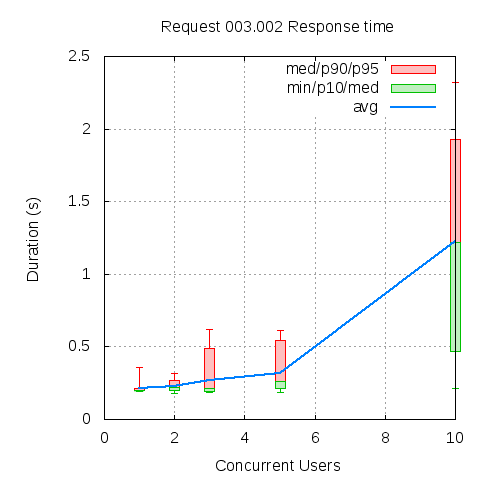 Request 003.002 Response time
2.5
2
1.5
1
0.5
0
0 2 4 6 8 10
Duration (s)
Concurrent Users
med/p90/p95
min/p10/med
avg